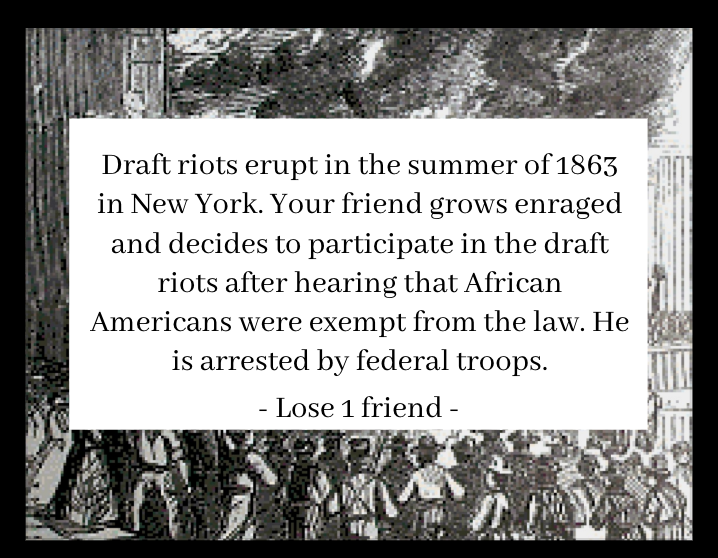 Draft riots erupt in the summer of 1863
in New York. Your friend grows enraged
and decides to participate in the draft
riots after hearing that African
Americans were exempt from the law. He
is arrested by federal troops.
- Lose 1 friend -